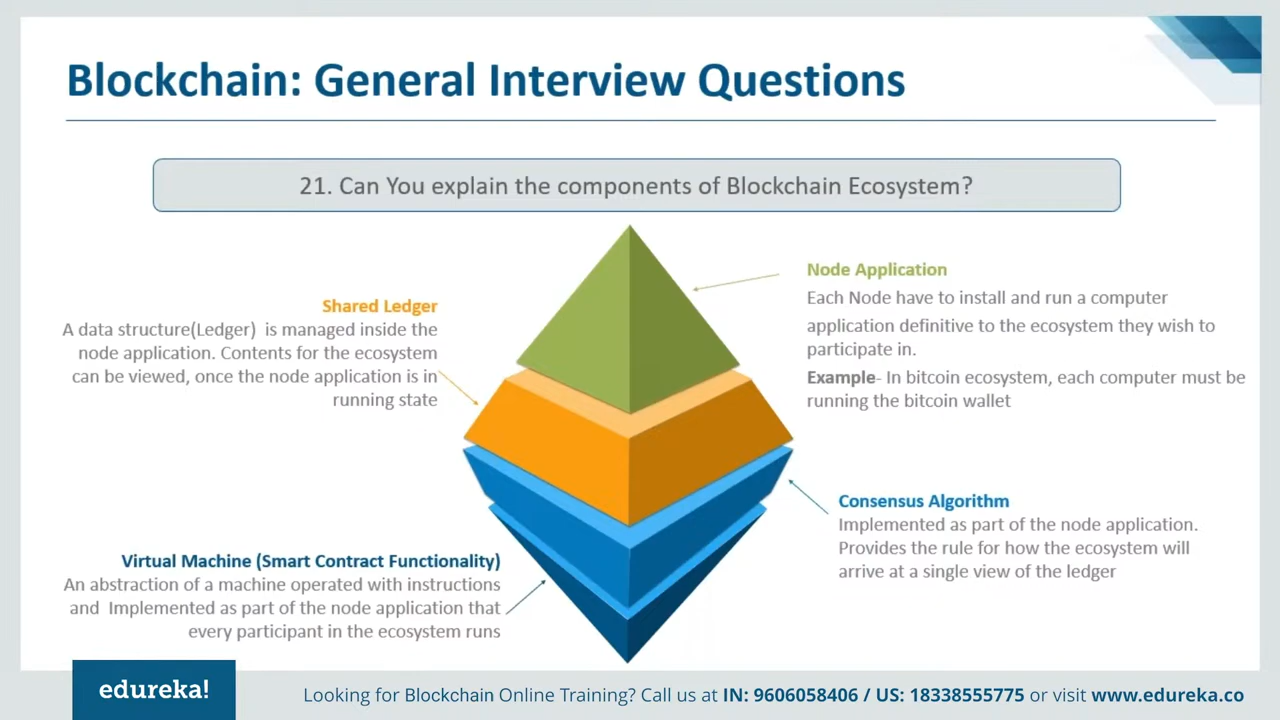 Blockchain: General Interview Questions
21. Can You explain the components of Blockchain Ecosystem?
Node Application
Each Node have to install and run a computer
application definitive to the ecosystem they wish to
participate in.
Example- In bitcoin ecosystem, each computer must be
running the bitcoin wallet
Shared Ledger
A data structure(Ledger) is managed inside the
node application. Contents for the ecosystem
can be viewed, once the node application is in
running state
Consensus Algorithm
Implemented as part of the node application.
Provides the rule for how the ecosystem will
arrive at a single view of the ledger
Virtual Machine (Smart Contract Functionality)
An abstraction of a machine operated with instructions
and Implemented as part of the node application that
every participant in the ecosystem runs
edureka!
Looking for Blockchain Online Training? Call us at IN: 9606058406 / US: 18338555775 or visit www.edureka.co